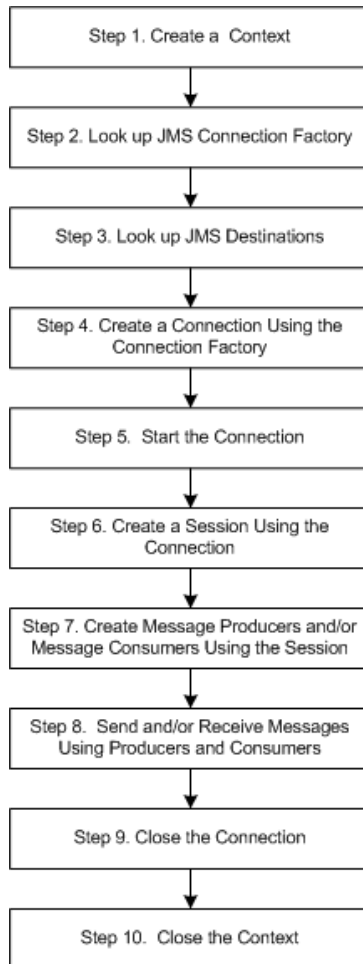 Step 1. Create a Context
Step 2. Look up JMS Connection Factory
Step 3. Look up JMS Destinations
Step 4. Create a Connection Using the
Connection Factory
Step 5. Start the Connection
Step 6. Create a Session Using the
Connection
Step 7. Create Message Producers and/or
Message Consumers Using the Session
Step 8. Send and/or Receive Messages
Using Producers and Consumers
Step 9. Close the Connection
Step 10. Close the Context